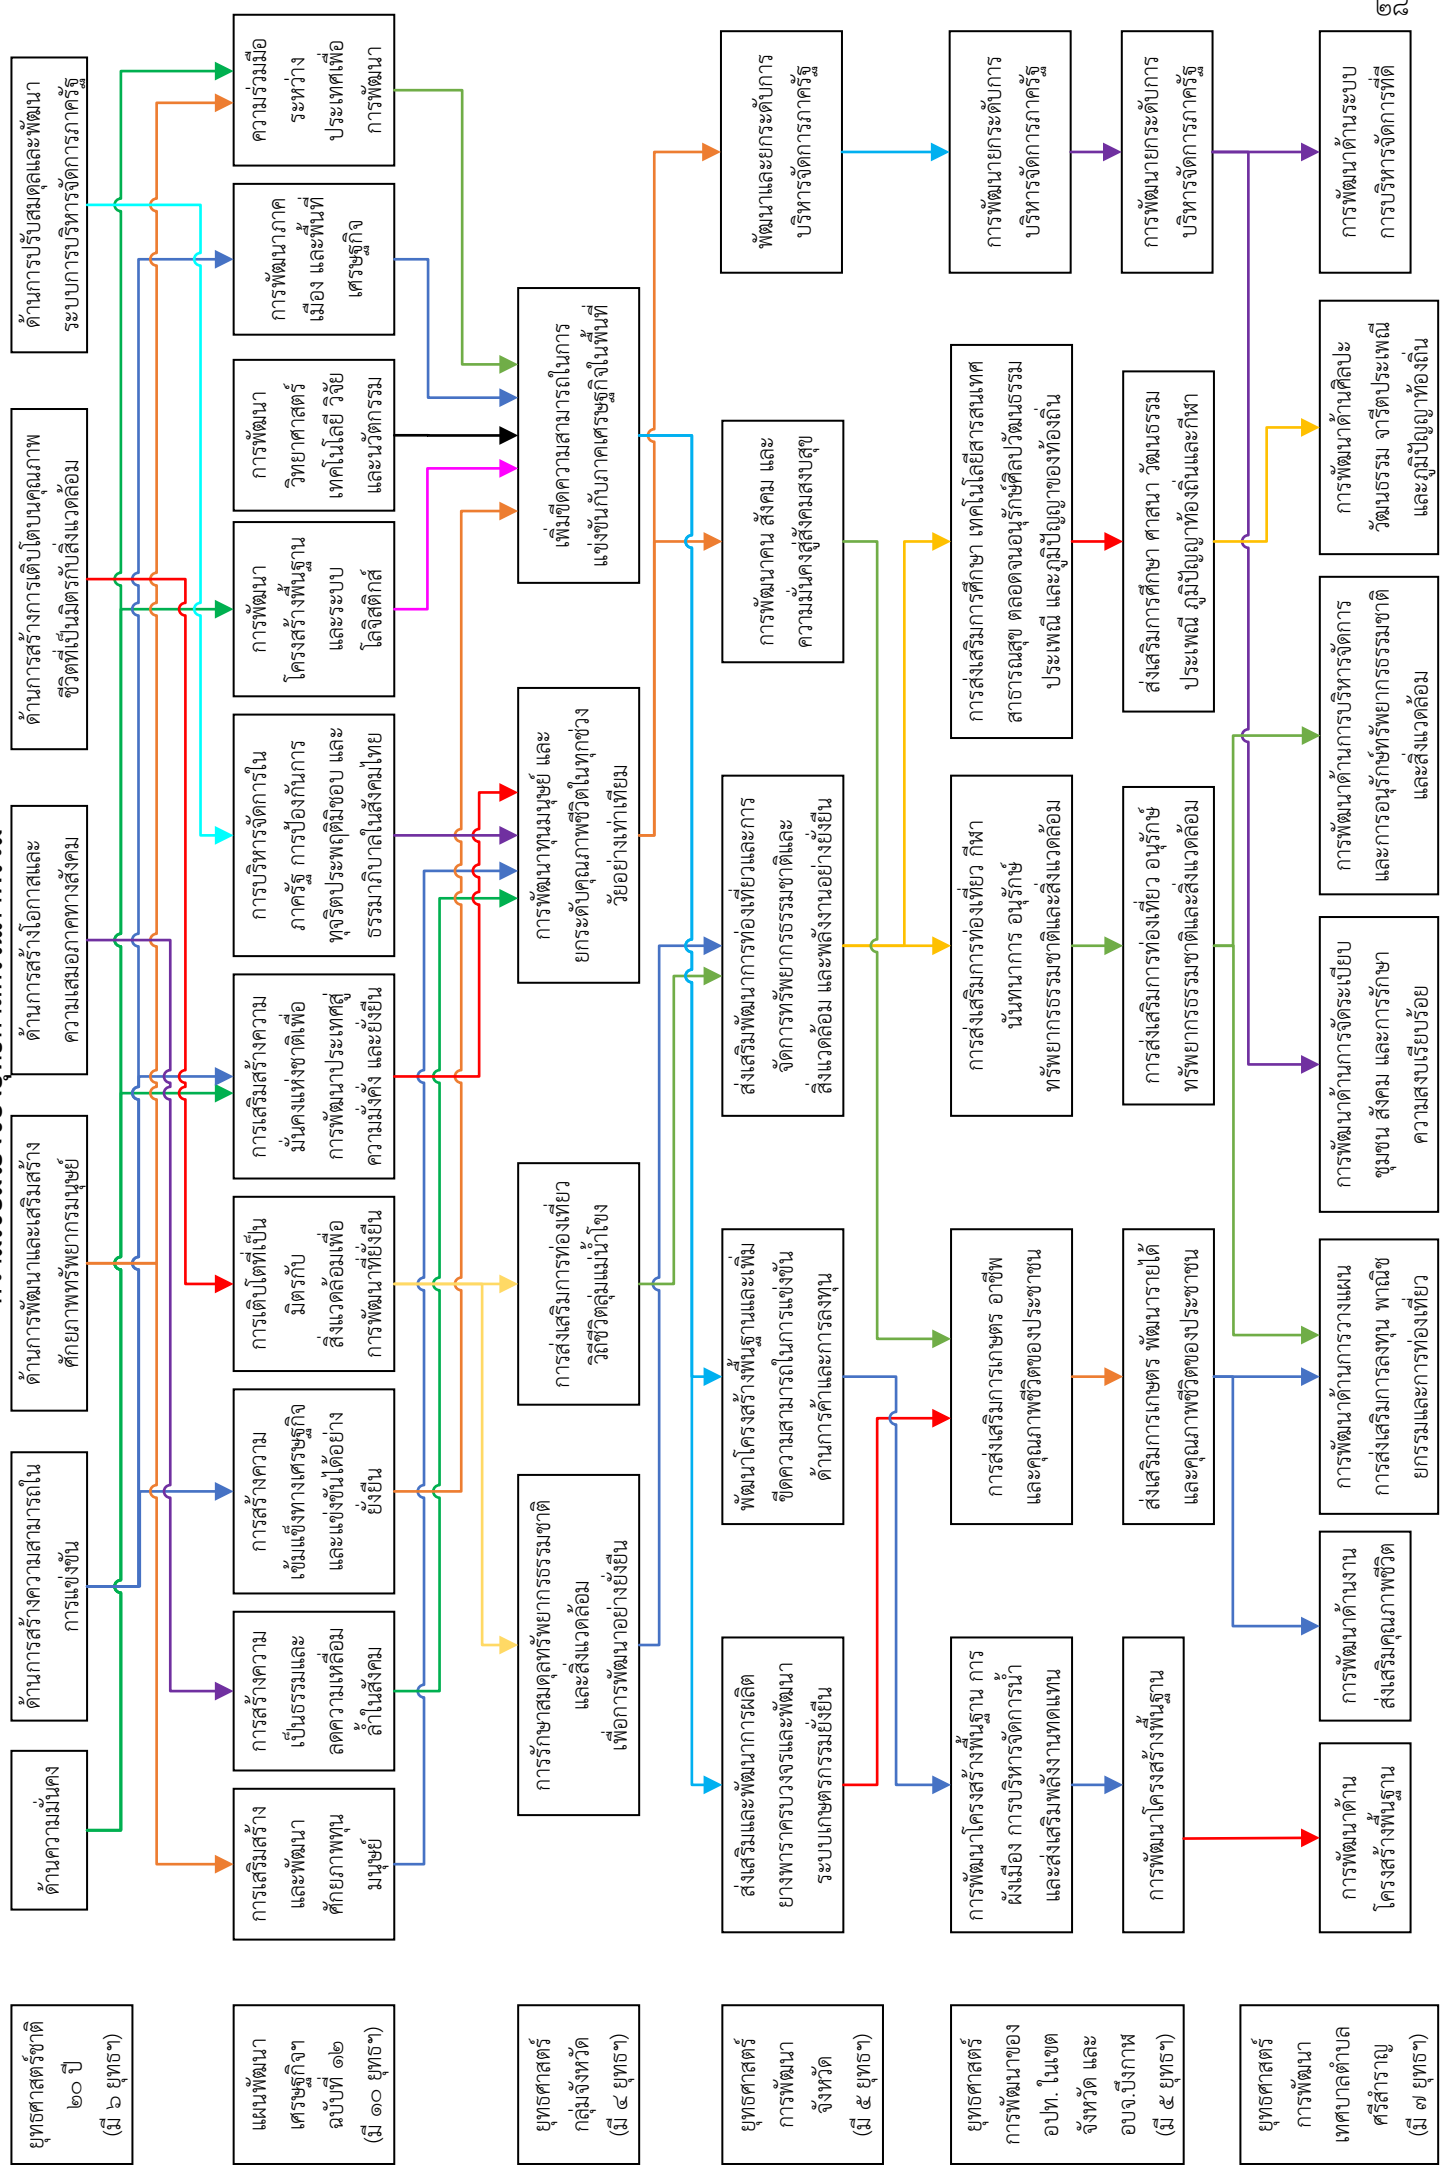 ยุทธศาสตร์ชาติ
๒๐ ปี
(มี ๖ ยุทธฯ)
ด้านความมั่นคง
ด้านการสร้างความสามารถใน
การแข่งขัน
ด้านการพัฒนาและเสริมสร้าง
ศักยภาพทรัพยากรมนุษย์
ด้านการสร้างโอกาสและ
ความเสมอภาคทางสังคม
ด้านการสร้างการเติบโตบนคุณภาพ
ชีวิตที่เป็นมิตรกับสิ่งแวดล้อม
ด้านการปรับสมดุลและพัฒนา
ระบบการบริหารจัดการภาครัฐ
แผนพัฒนา
เศรษฐกิจฯ
ฉบับที่ ๑๒
(มี ๑๐ ยุทธฯ)
การเสริมสร้าง
และพัฒนา
ศักยภาพทุน
มนุษย์
การสร้างความ
เป็นธรรมและ
ลดความเหลื่อม
ล้ำในสังคม
การสร้างความ
เข้มแข็งทางเศรษฐกิจ
และแข่งขันได้อย่าง
ยั่งยืน
การเติบโตที่เป็น
มิตรกับ
สิ่งแวดล้อมเพื่อ
การพัฒนาที่ยั่งยืน
การเสริมสร้างความ
มั่นคงแห่งชาติเพื่อ
การพัฒนาประเทศสู่
ความมั่งคั่ง และยั่งยืน
การบริหารจัดการใน
ภาครัฐ การป้องกันการ
ทุจริตประพฤติมิชอบ และ
ธรรมาภิบาลในสังคมไทย
การพัฒนา
โครงสร้างพื้นฐาน
และระบบ
โลจิสติกส์
การพัฒนา
วิทยาศาสตร์
เทคโนโลยี วิจัย
และนวัตกรรม
การพัฒนาภาค
เมือง และพื้นที่
เศรษฐกิจ
ความร่วมมือ
ระหว่าง
ประเทศเพื่อ
การพัฒนา
ยุทธศาสตร์
กลุ่มจังหวัด
(มี ๔ ยุทธฯ)
การรักษาสมดุลทรัพยากรธรรมชาติ
และสิ่งแวดล้อม
เพื่อการพัฒนาอย่างยั่งยืน
การส่งเสริมการท่องเที่ยว
วิถีชีวิตลุ่มแม่น้ำโขง
การพัฒนาทุนมนุษย์ และ
ยกระดับคุณภาพชีวิตในทุกช่วง
วัยอย่างเท่าเทียม
เพิ่มขีดความสามารถในการ
แข่งขันกับภาคเศรษฐกิจในพื้นที่
ยุทธศาสตร์
การพัฒนา
จังหวัด
(มี ๕ ยุทธฯ)
ส่งเสริมและพัฒนาการผลิต
ยางพาราครบวงจรและพัฒนา
ระบบเกษตรกรรมยั่งยืน
พัฒนาโครงสร้างพื้นฐานและเพิ่ม
ขีดความสามารถในการแข่งขัน
ด้านการค้าและการลงทุน
ส่งเสริมพัฒนาการท่องเที่ยวและการ
จัดการทรัพยากรธรรมชาติและ
สิ่งแวดล้อม และพลังงานอย่างยั่งยืน
การพัฒนาคน สังคม และ
ความมั่นคงสู่สังคมสงบสุข
พัฒนาและยกระดับการ
บริหารจัดการภาครัฐ
ยุทธศาสตร์
การพัฒนาของ
อปท. ในเขต
จังหวัด และ
อบจ.บึงกาฬ
(มี ๕ ยุทธฯ)
การพัฒนาโครงสร้างพื้นฐาน การ
ผังเมือง การบริหารจัดการน้ำ
และส่งเสริมพลังงานทดแทน
การส่งเสริมการเกษตร อาชีพ
และคุณภาพชีวิตของประชาชน
การส่งเสริมการท่องเที่ยว กีฬา
นันทนาการ อนุรักษ์
ทรัพยากรธรรมชาติและสิ่งแวดล้อม
การส่งเสริมการศึกษา เทคโนโลยีสารสนเทศ
สาธารณสุข ตลอดจนอนุรักษ์ศิลปวัฒนธรรม
ประเพณี และภูมิปัญญาของท้องถิ่น
การพัฒนายกระดับการ
บริหารจัดการภาครัฐ
การพัฒนาโครงสร้างพื้นฐาน
ส่งเสริมการเกษตร พัฒนารายได้
และคุณภาพชีวิตของประชาชน
การส่งเสริมการท่องเที่ยว อนุรักษ์
ทรัพยากรธรรมชาติและสิ่งแวดล้อม
ส่งเสริมการศึกษา ศาสนา วัฒนธรรม
ประเพณี ภูมิปัญญาท้องถิ่นและกีฬา
การพัฒนายกระดับการ
บริหารจัดการภาครัฐ
ยุทธศาสตร์
การพัฒนา
เทศบาลตำบล
ศรีสำราญ
(มี ๗ ยุทธฯ)
การพัฒนาด้าน
โครงสร้างพื้นฐาน
การพัฒนาด้านงาน
ส่งเสริมคุณภาพชีวิต
การพัฒนาด้านการวางแผน
การส่งเสริมการลงทุน พาณิช
ยกรรมและการท่องเที่ยว
การพัฒนาด้านการจัดระเบียบ
ชุมชน สังคม และการรักษา
ความสงบเรียบร้อย
การพัฒนาด้านการบริหารจัดการ
และการอนุรักษ์ทรัพยากรธรรมชาติ
และสิ่งแวดล้อม
การพัฒนาด้านศิลปะ
วัฒนธรรม จารีตประเพณี
และภูมิปัญญาท้องถิ่น
การพัฒนาด้านระบบ
การบริหารจัดการที่ดี
๒๘